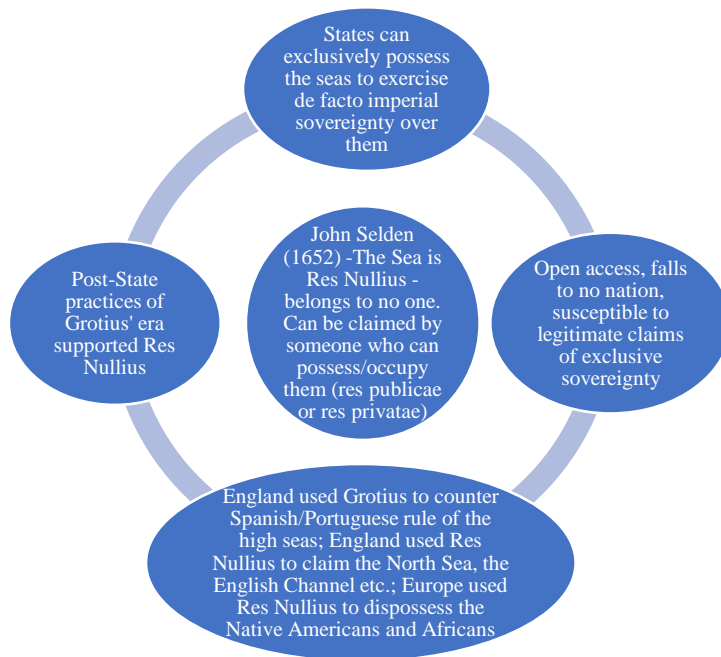 States can
exclusively possess
the seas to exercise
de facto imperial
sovereignty over
them
John Selden
(1652) -The Sea is
Res Nullius -
belongs to no one.
Can be claimed by
someone who can
possess/occupy
them (res publicae
or res privatae)
Post-State
practices of
Grotius' era
supported Res
Nullius
Open access, falls
to no nation,
susceptible to
legitimate claims
of exclusive
sovereignty
England used Grotius to counter
Spanish/Portuguese rule of the
high seas; England used Res
Nullius to claim the North Sea, the
English Channel etc.; Europe used
Res Nullius to dispossess the
Native Americans and Africans